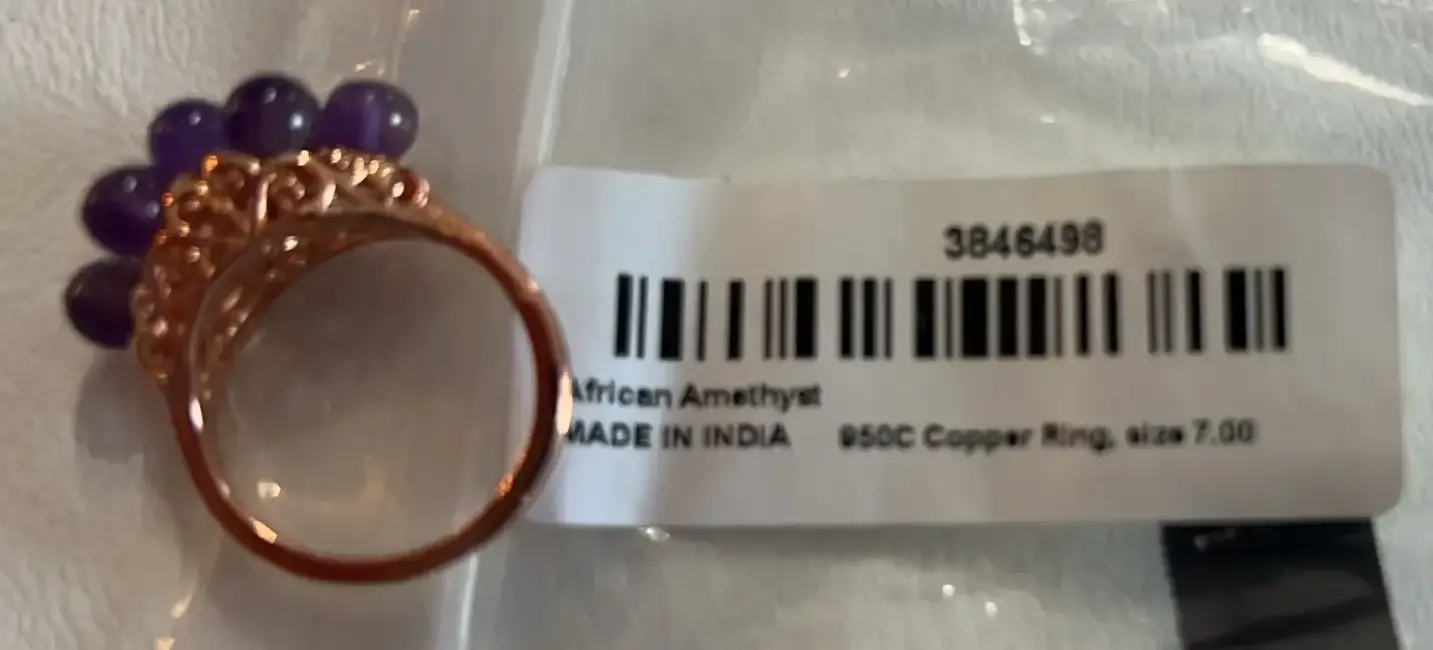 3846498
African Amethyst
MADE IN INDIA 950C Copper Ring, size 7.00